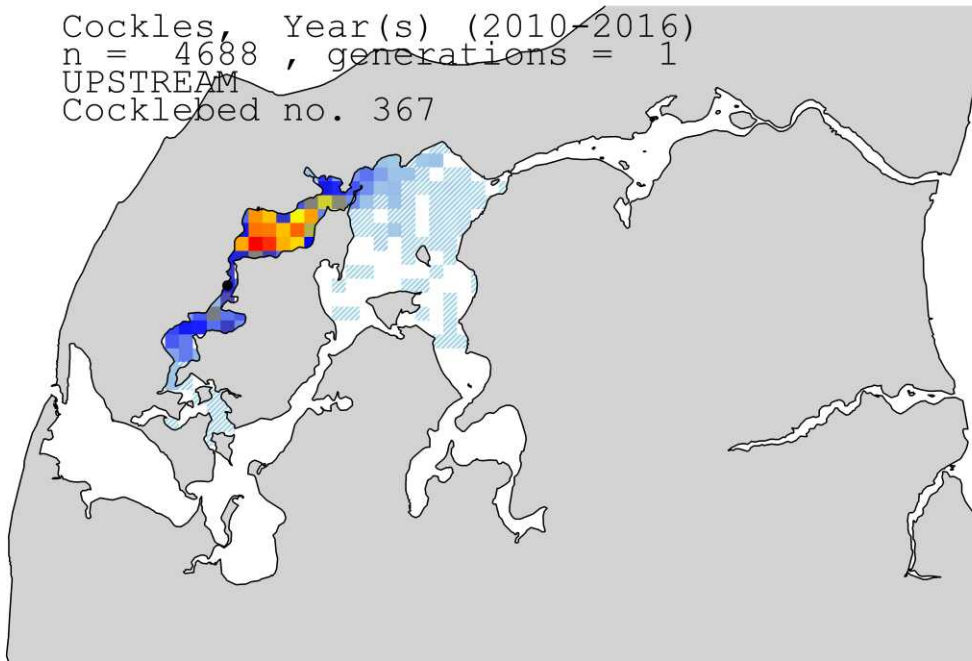 Cockles, Year(s) (2010-2016)
n = 4688 , generations = 1
UPSTREAM
Cocklebed no. 367